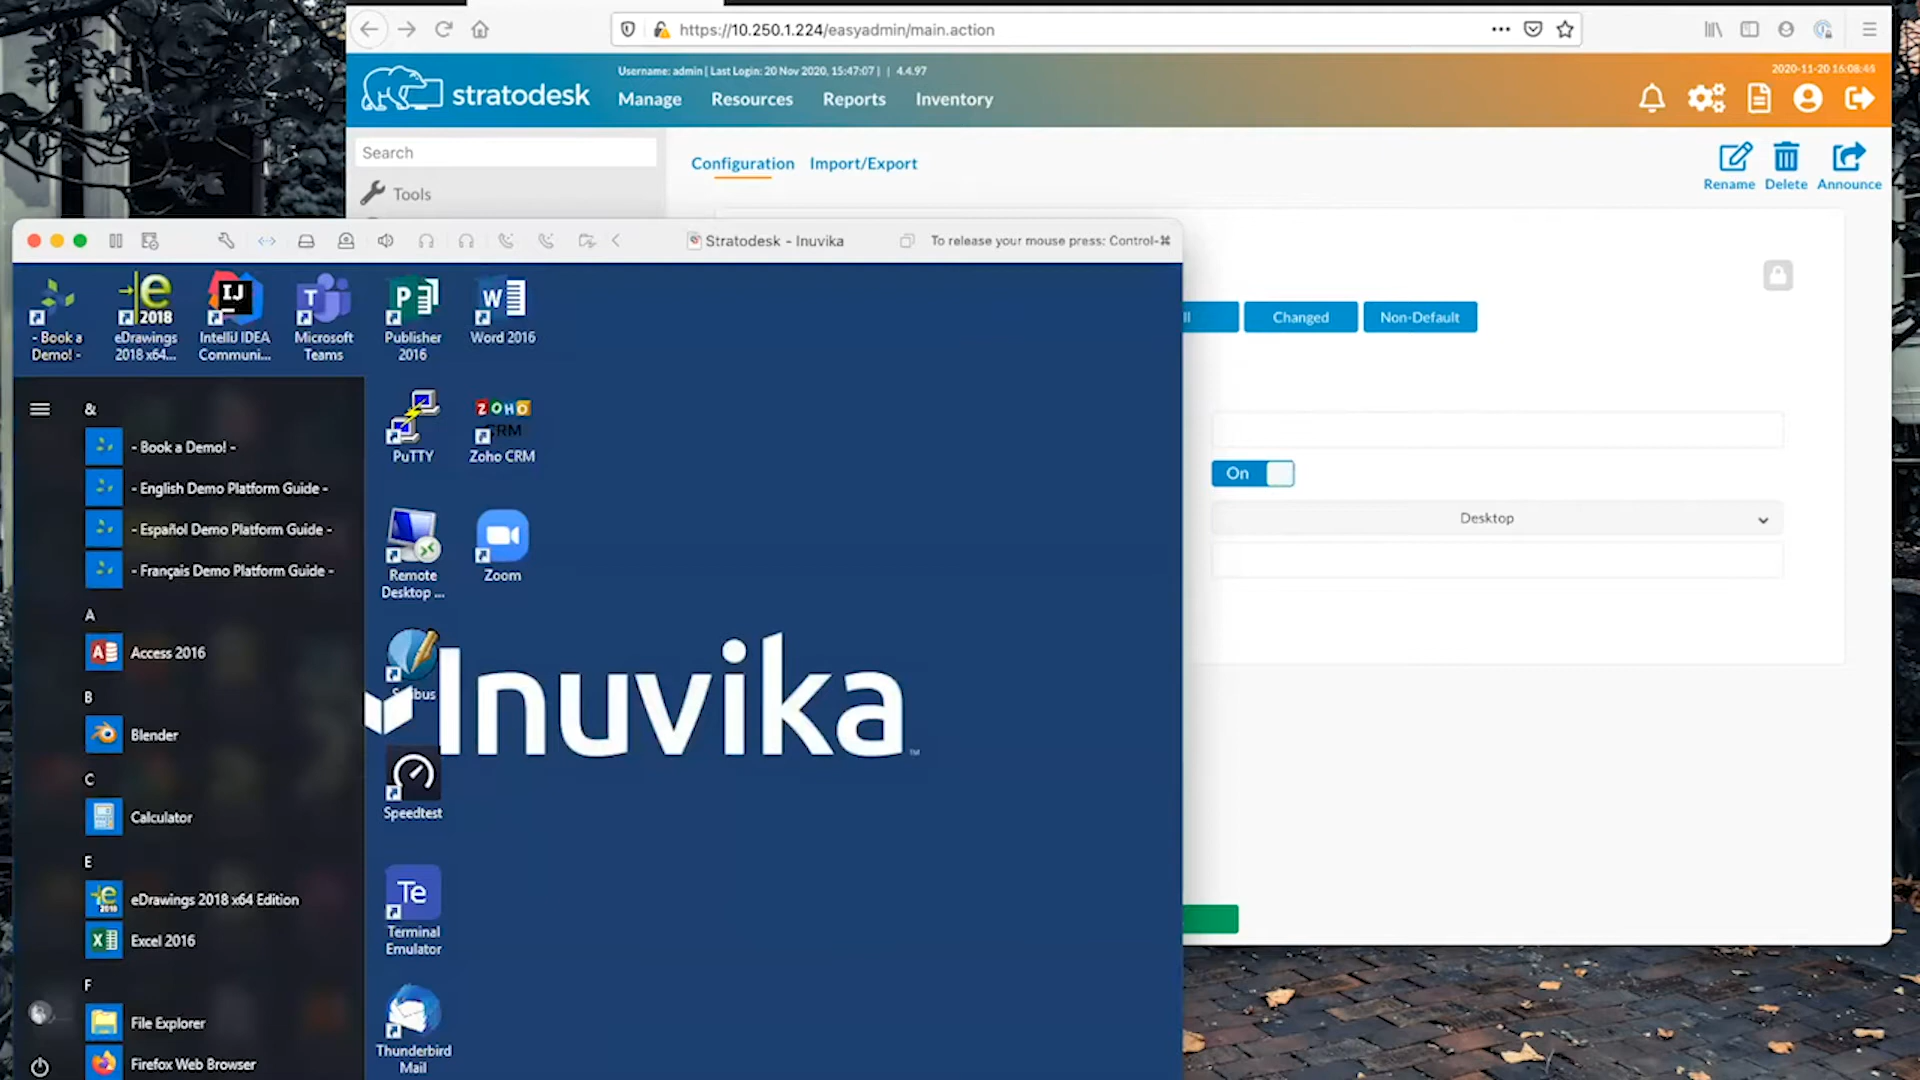 https://10.250.1.224/easyadmin/main.action
Username: admin | Last Login: 20 Nov 2020, 15:47:07 | | 4.4.97
2020-11-20 16:08:44
stratodesk
Manage Resources Reports Inventory
Search
Configuration Import/Export
Rename Delete Announce
Tools
Stratodesk - Inuvika
To release your mouse press: Control-⌘
- Book a Demo! -
eDrawings 2018 x64...
IntelliJ IDEA Communi...
Microsoft Teams
Publisher 2016
Word 2016
Changed
Non-Default
&
- Book a Demo! -
PuTTY
Zoho CRM
On
- English Demo Platform Guide -
Desktop
- Español Demo Platform Guide -
- Français Demo Platform Guide -
Remote Desktop ...
Zoom
A
Access 2016
B
Blender
Inuvika
C
Calculator
Speedtest
E
eDrawings 2018 x64 Edition
Excel 2016
Te
Terminal Emulator
F
File Explorer
Firefox Web Browser
Thunderbird Mail